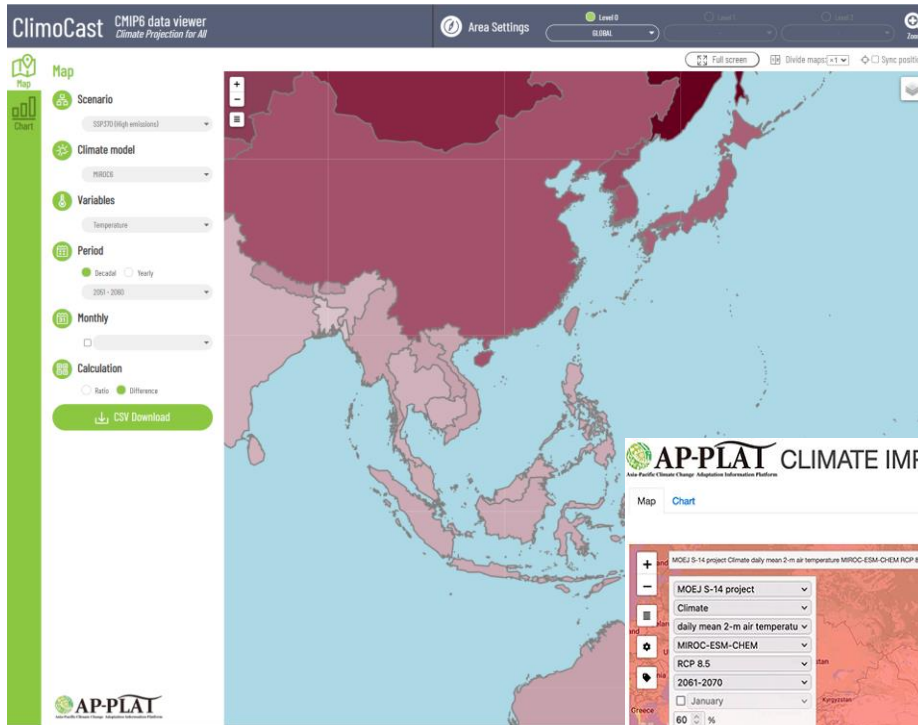 ClimoCast
CMIP6 data viewer
Climate Projection for All
Area Settings
Level 0
GLOBAL
Level 1
Level 2
Zoom
Full screen
Divide maps:
×1
Sync positio
Map
Chart
Map
Scenario
SSP370 (High emissions)
Climate model
MIROC6
Variables
Temperature
Period
Decadal
Yearly
2051 - 2060
Monthly
Calculation
Ratio
Difference
CSV Download
+
−
AP-PLAT
Asia-Pacific Climate Change Adaptation Information Platform
AP-PLAT
Asia-Pacific Climate Change Adaptation Information Platform
CLIMATE IMP
Map
Chart
+
−
MOEJ S-14 project Climate daily mean 2-m air temperature MIROC-ESM-CHEM RCP 8
MOEJ S-14 project
Climate
daily mean 2-m air temperatu
MIROC-ESM-CHEM
RCP 8.5
2061-2070
January
60 %
Greece
Kyrgyzstan